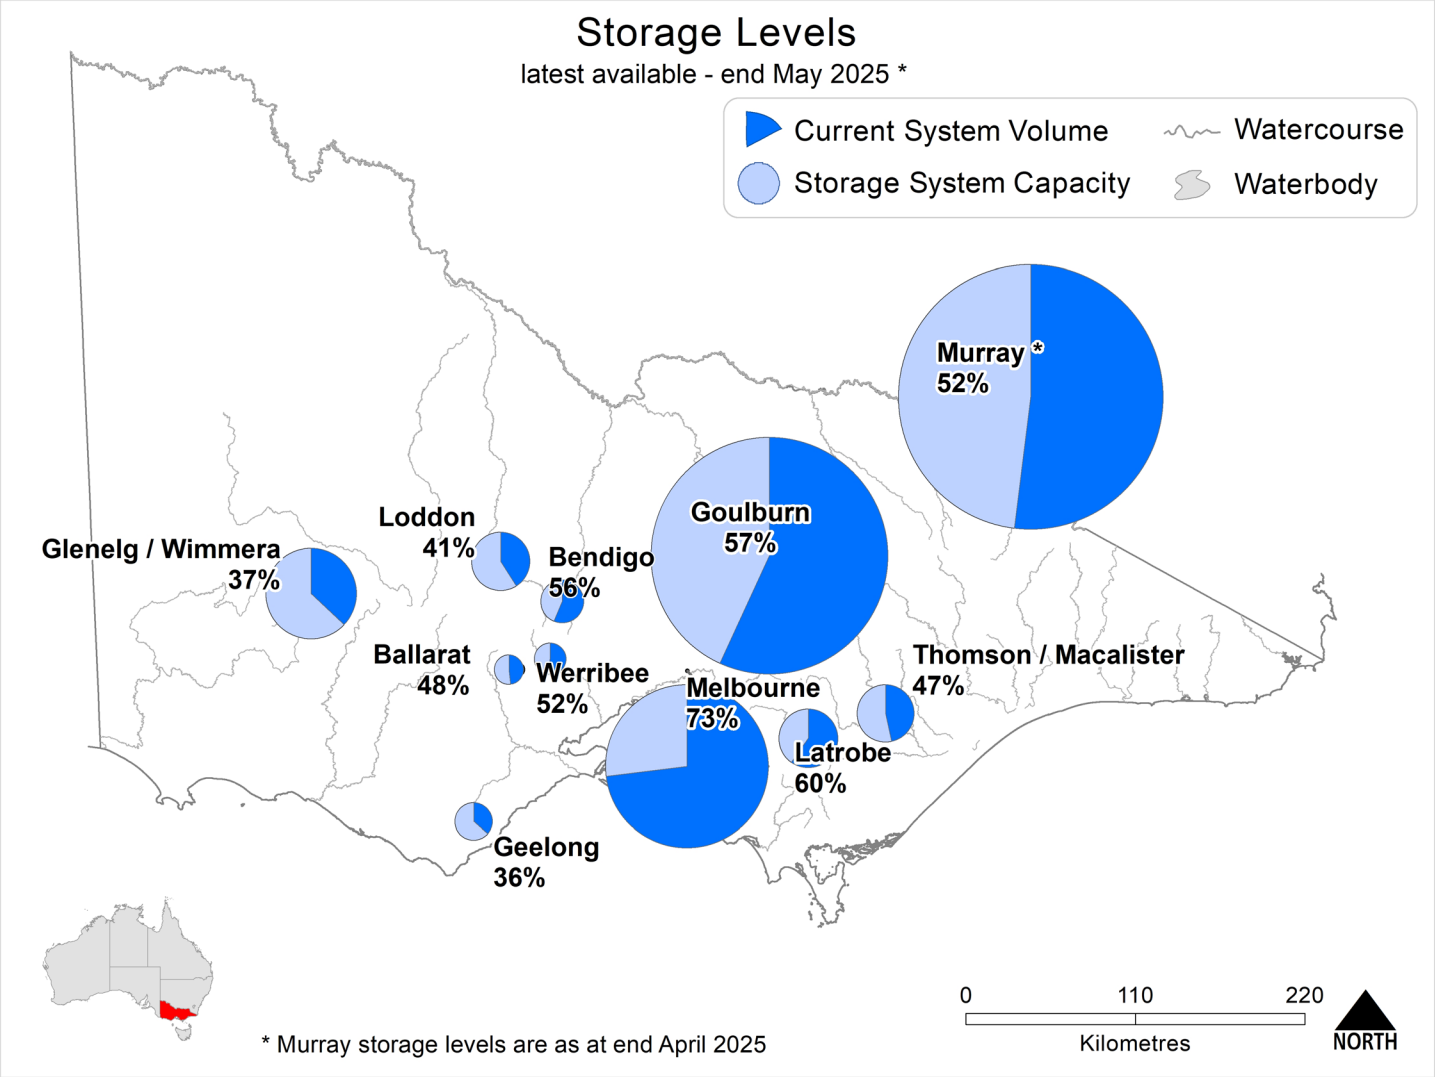 Storage Levels
latest available - end May 2025 *
Current System Volume
Watercourse
Storage System Capacity
Waterbody
Murray *
52%
Goulburn
57%
Loddon
41%
Glenelg / Wimmera
37%
Bendigo
56%
Ballarat
48%
Werribee
52%
Melbourne
73%
Thomson / Macalister
47%
Latrobe
60%
Geelong
36%
0 110 220
Kilometres
NORTH
* Murray storage levels are as at end April 2025